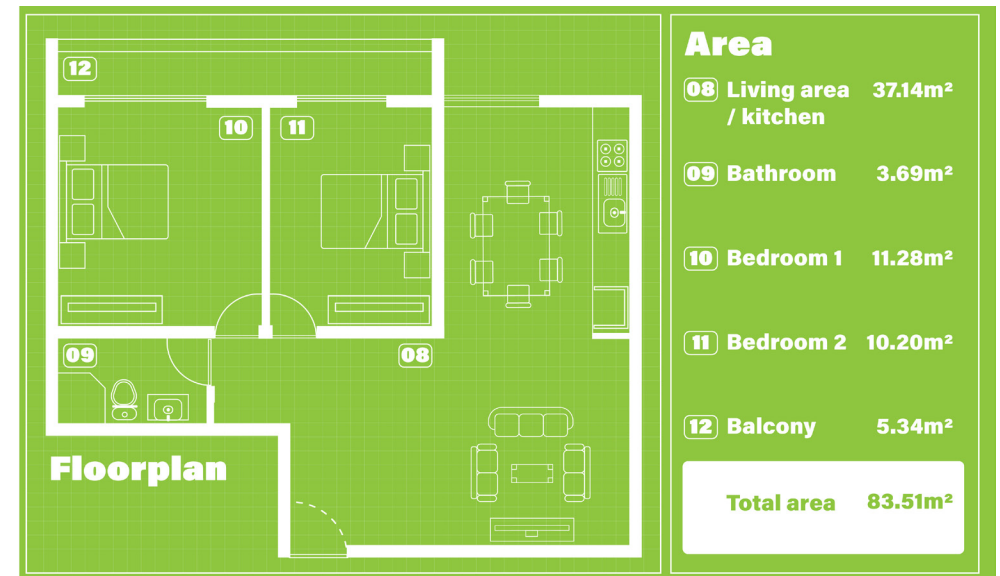 12
10
11
09
08
Floorplan
Area
08 Living area 37.14m²
/ kitchen
09 Bathroom 3.69m²
10 Bedroom 1 11.28m²
11 Bedroom 2 10.20m²
12 Balcony 5.34m²
Total area 83.51m²